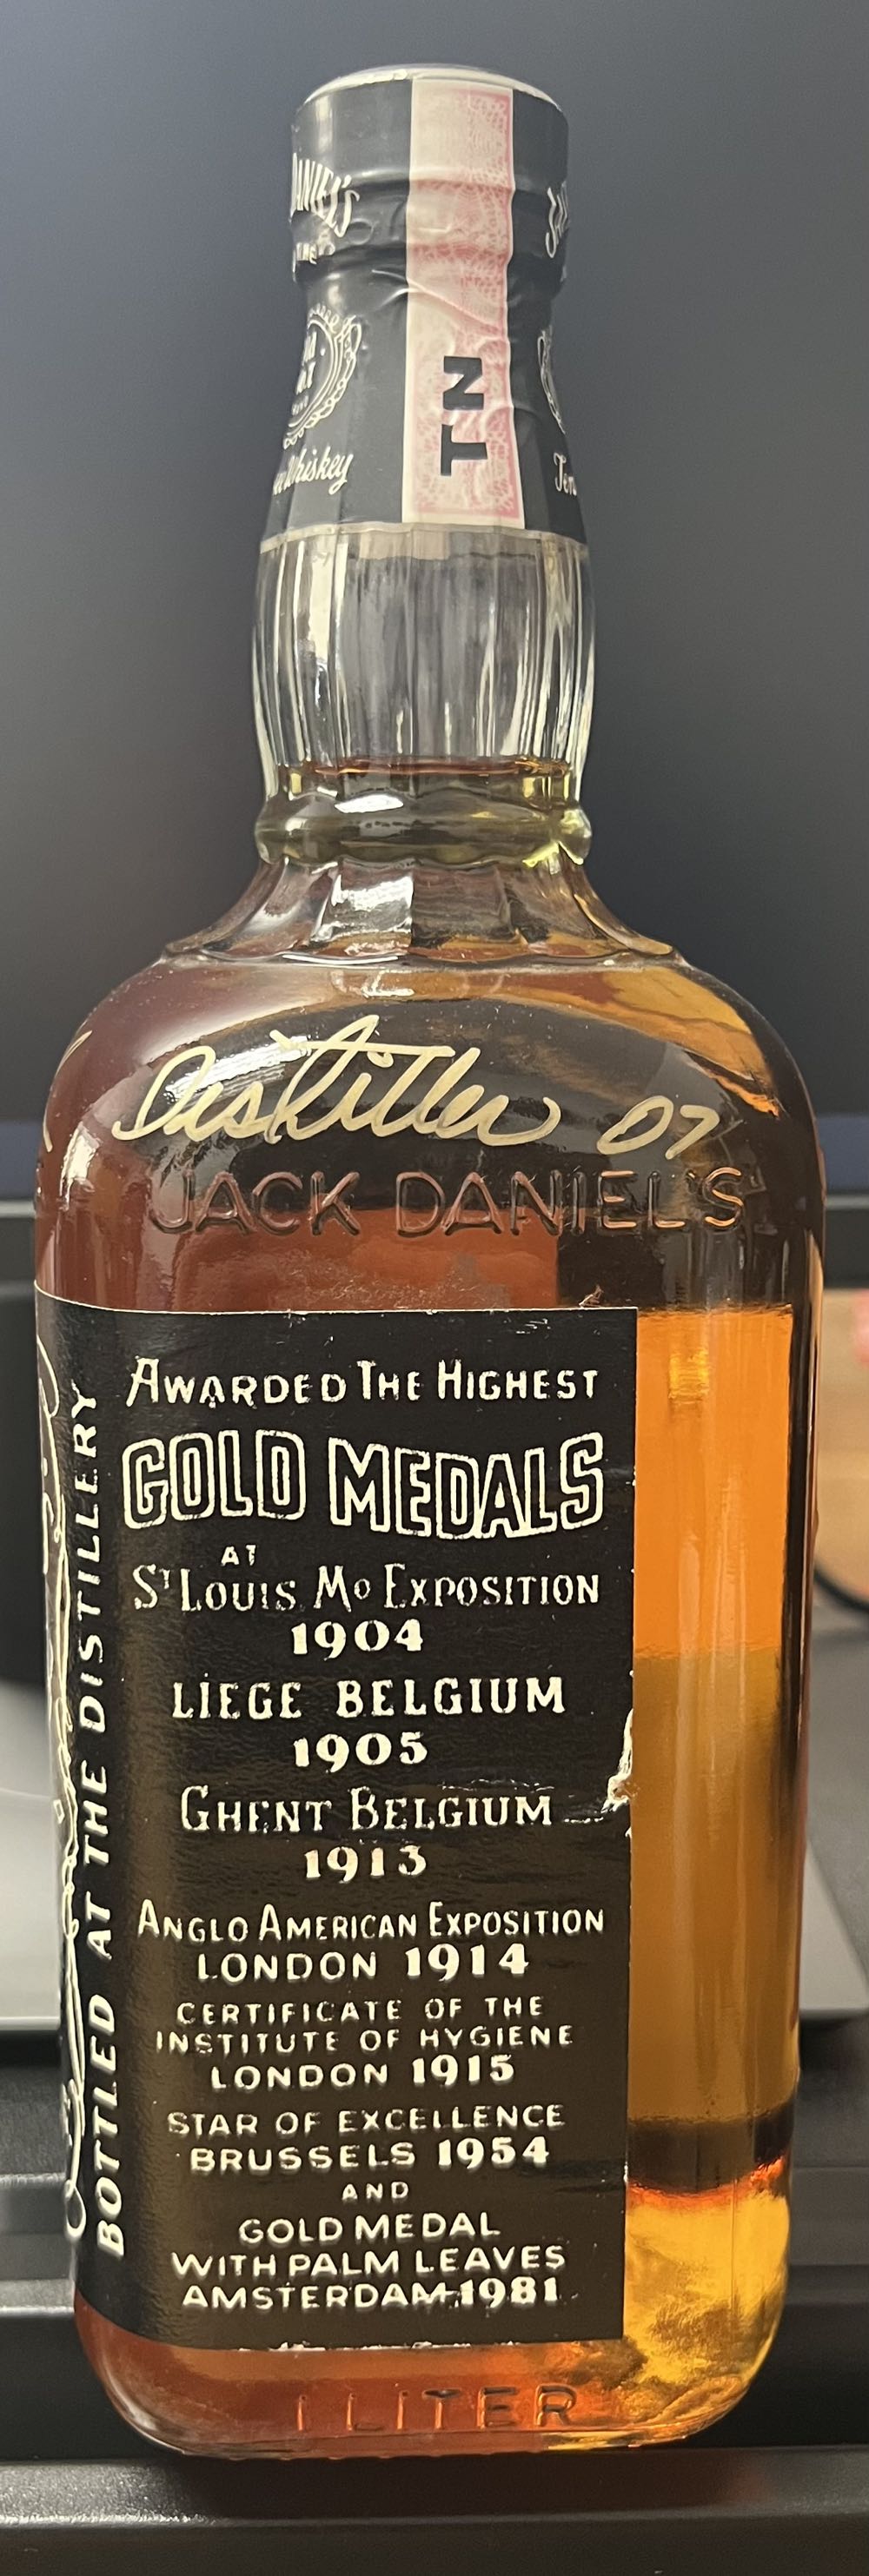 DANIEL'S
Whiskey
TN
Distiller 07
JACK DANIEL'S
BOTTLED AT THE DISTILLERY
AWARDED THE HIGHEST
GOLD MEDALS
AT
ST LOUIS MO EXPOSITION
1904
LIEGE BELGIUM
1905
GHENT BELGIUM
1913
ANGLO AMERICAN EXPOSITION
LONDON 1914
CERTIFICATE OF THE
INSTITUTE OF HYGIENE
LONDON 1915
STAR OF EXCELLENCE
BRUSSELS 1954
AND
GOLD MEDAL
WITH PALM LEAVES
AMSTERDAM-1981
1 LITER